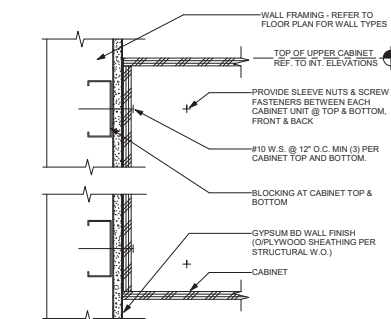 WALL FRAMING - REFER TO
FLOOR PLAN FOR WALL TYPES
TOP OF UPPER CABINET
REF. TO INT. ELEVATIONS
PROVIDE SLEEVE NUTS & SCREW
FASTENERS BETWEEN EACH
CABINET UNIT @ TOP & BOTTOM,
FRONT & BACK
#10 W.S. @ 12" O.C. MIN (3) PER
CABINET TOP AND BOTTOM.
BLOCKING AT CABINET TOP &
BOTTOM
GYPSUM BD WALL FINISH
(O/PLYWOOD SHEATHING PER
STRUCTURAL W.O.)
CABINET